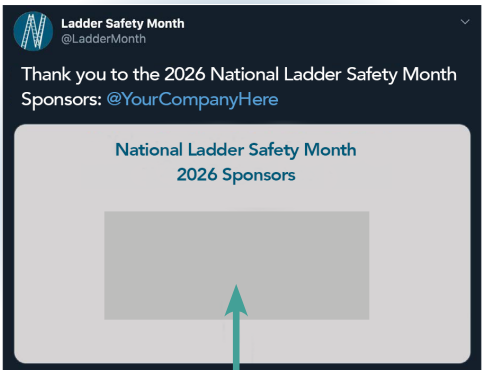 Ladder Safety Month
@LadderMonth
Thank you to the 2026 National Ladder Safety Month
Sponsors: @YourCompanyHere
National Ladder Safety Month
2026 Sponsors